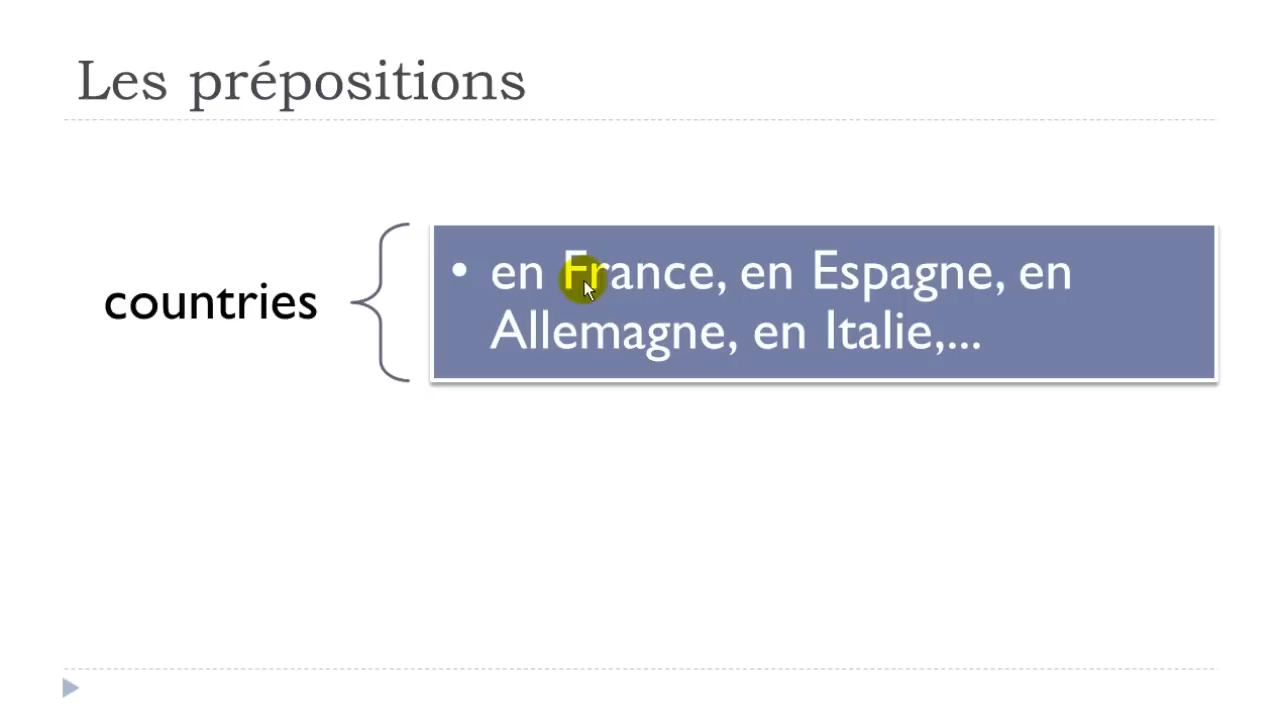 Les prépositions
countries
• en France, en Espagne, en
Allemagne, en Italie,...